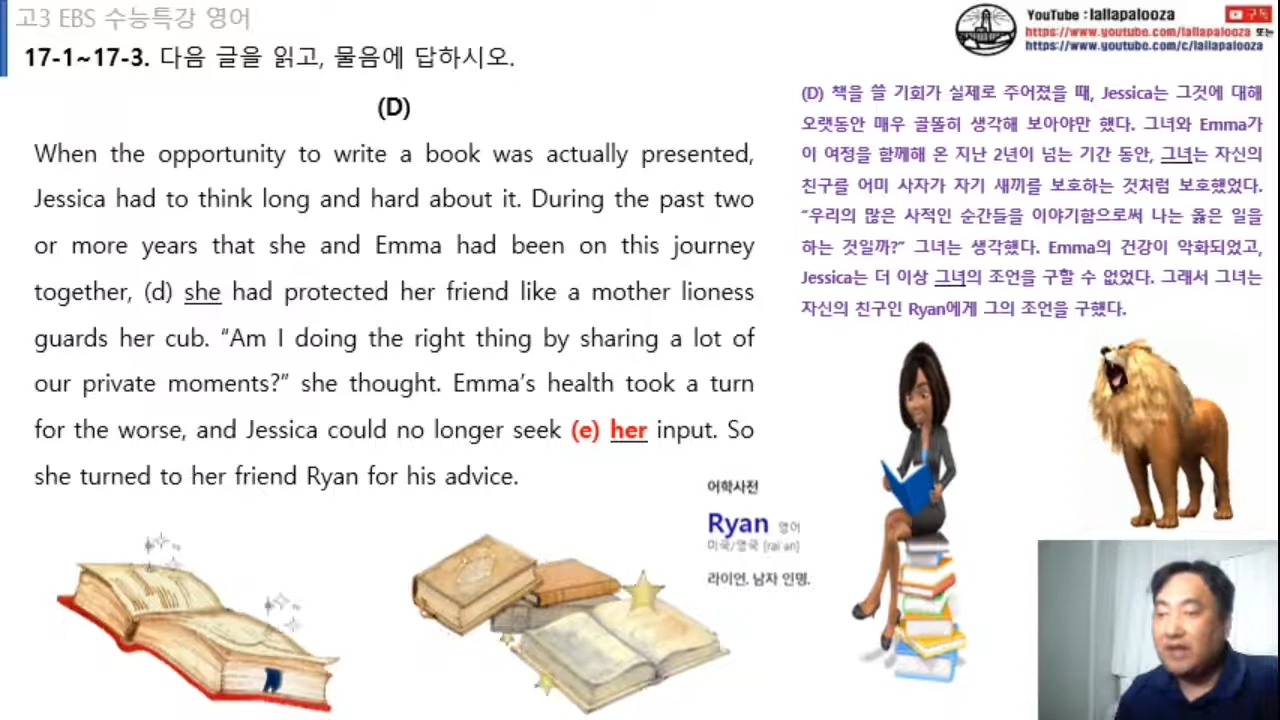 고3 EBS 수능특강 영어
17-1~17-3. 다음 글을 읽고, 물음에 답하시오.
YouTube : lallapalooza
구독
https://www.youtube.com/lallapalooza 또는
https://www.youtube.com/c/lallapalooza
(D)
When the opportunity to write a book was actually presented,
Jessica had to think long and hard about it. During the past two
or more years that she and Emma had been on this journey
together, (d) she had protected her friend like a mother lioness
guards her cub. “Am I doing the right thing by sharing a lot of
our private moments?” she thought. Emma’s health took a turn
for the worse, and Jessica could no longer seek (e) her input. So
she turned to her friend Ryan for his advice.
(D) 책을 쓸 기회가 실제로 주어졌을 때, Jessica는 그것에 대해
오랫동안 매우 골똘히 생각해 보아야만 했다. 그녀와 Emma가
이 여정을 함께해 온 지난 2년이 넘는 기간 동안, 그녀는 자신의
친구를 어미 사자가 자기 새끼를 보호하는 것처럼 보호했었다.
“우리의 많은 사적인 순간들을 이야기함으로써 나는 옳은 일을
하는 것일까?” 그녀는 생각했다. Emma의 건강이 악화되었고,
Jessica는 더 이상 그녀의 조언을 구할 수 없었다. 그래서 그녀는
자신의 친구인 Ryan에게 그의 조언을 구했다.
어학사전
Ryan 영어
미국/영국 [rai ən]
라이언. 남자 인명.